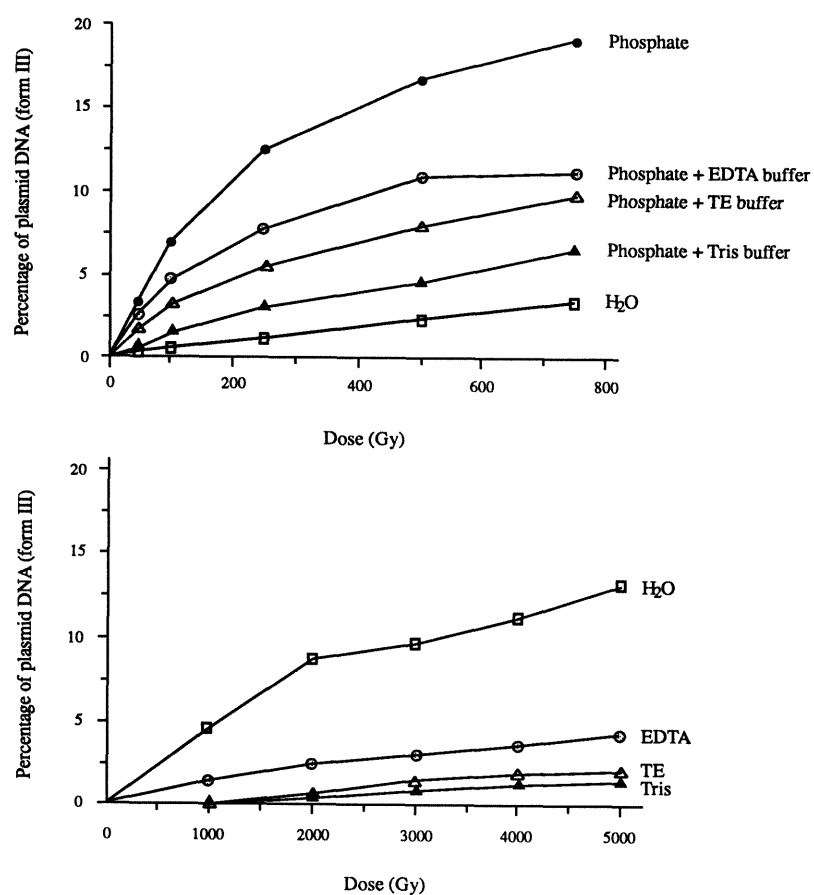 Percentage of plasmid DNA (form III)
20
15
10
5
0
Phosphate
Phosphate + EDTA buffer
Phosphate + TE buffer
Phosphate + Tris buffer
H2O
0 200 400 600 800
Dose (Gy)
Percentage of plasmid DNA (form III)
20
15
10
5
0
H2O
EDTA
TE
Tris
0 1000 2000 3000 4000 5000
Dose (Gy)